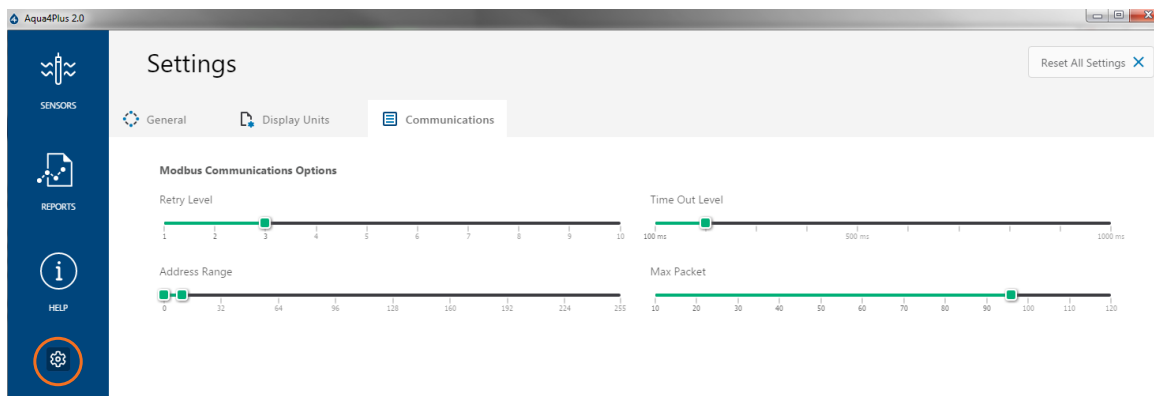 Aqua4Plus 2.0
Settings
Reset All Settings
SENSORS
General
Display Units
Communications
Modbus Communications Options
Retry Level
Time Out Level
1 2 3 4 5 6 7 8 9 10
100 ms 500 ms 1000 ms
REPORTS
Address Range
Max Packet
0 32 64 96 128 160 192 224 255
10 20 30 40 50 60 70 80 90 100 110 120
HELP